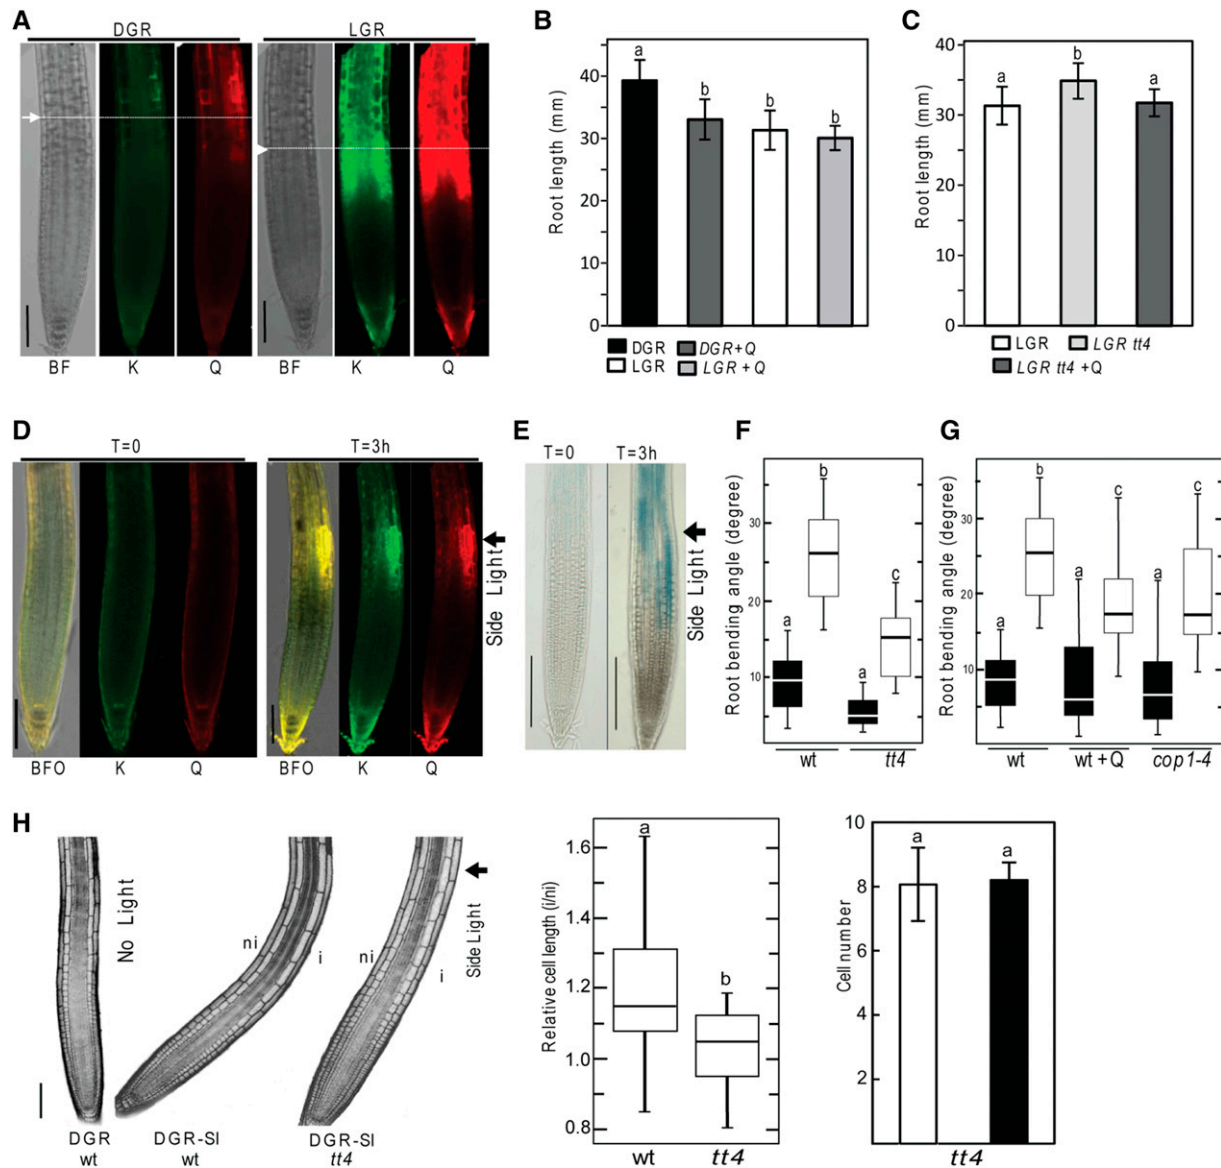 A
DGR
LGR
BF
K
Q
BF
K
Q
B
Root length (mm)
40
30
20
10
0
a
b
b
b
DGR
DGR+Q
LGR
LGR + Q
C
Root length (mm)
40
30
20
10
0
a
b
a
LGR
LGR tt4
LGR tt4 +Q
D
T=0
T=3h
Side Light
BFO
K
Q
BFO
K
Q
E
T=0
T=3h
Side Light
F
Root bending angle (degree)
30
20
10
a
b
a
c
wt
tt4
G
Root bending angle (degree)
30
20
10
a
b
a
c
a
c
wt
wt +Q
cop1-4
H
No Light
ni
i
ni
i
Side Light
DGR
wt
DGR-SI
wt
DGR-SI
tt4
Relative cell length (i/ni)
1.6
1.4
1.2
1.0
0.8
a
b
wt
tt4
Cell number
10
8
6
4
2
a
a
tt4